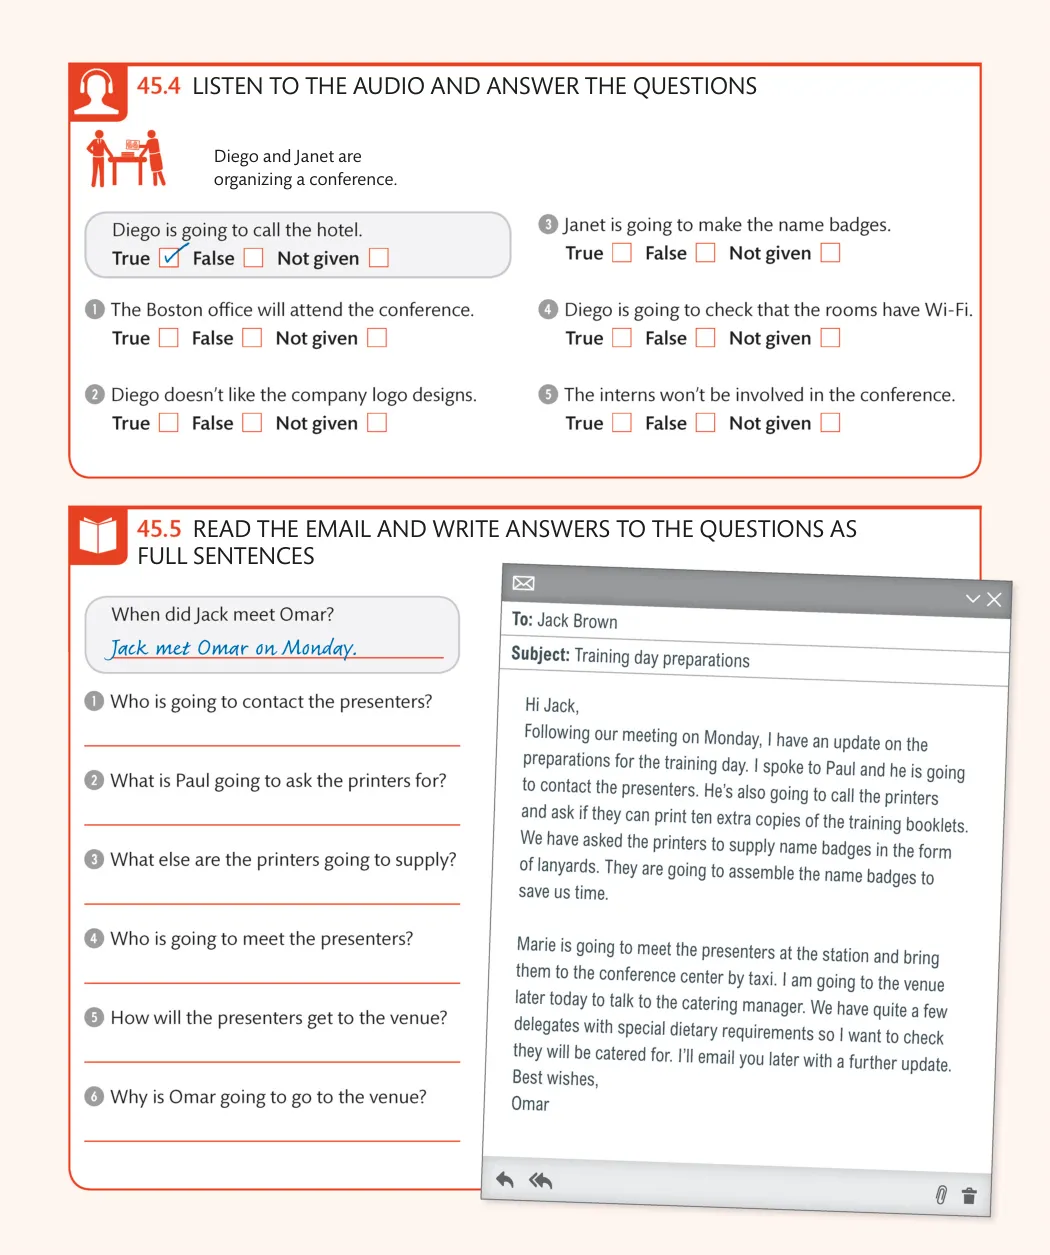 45.4 LISTEN TO THE AUDIO AND ANSWER THE QUESTIONS
Diego and Janet are
organizing a conference.
Diego is going to call the hotel.
True False Not given
1 The Boston office will attend the conference.
True False Not given
2 Diego doesn't like the company logo designs.
True False Not given
3 Janet is going to make the name badges.
True False Not given
4 Diego is going to check that the rooms have Wi-Fi.
True False Not given
5 The interns won't be involved in the conference.
True False Not given
45.5 READ THE EMAIL AND WRITE ANSWERS TO THE QUESTIONS AS
FULL SENTENCES
When did Jack meet Omar?
Jack met Omar on Monday.
1 Who is going to contact the presenters?
2 What is Paul going to ask the printers for?
3 What else are the printers going to supply?
4 Who is going to meet the presenters?
5 How will the presenters get to the venue?
6 Why is Omar going to go to the venue?
To: Jack Brown
Subject: Training day preparations
Hi Jack,
Following our meeting on Monday, I have an update on the
preparations for the training day. I spoke to Paul and he is going
to contact the presenters. He's also going to call the printers
and ask if they can print ten extra copies of the training booklets.
We have asked the printers to supply name badges in the form
of lanyards. They are going to assemble the name badges to
save us time.
Marie is going to meet the presenters at the station and bring
them to the conference center by taxi. I am going to the venue
later today to talk to the catering manager. We have quite a few
delegates with special dietary requirements so I want to check
they will be catered for. I'll email you later with a further update.
Best wishes,
Omar